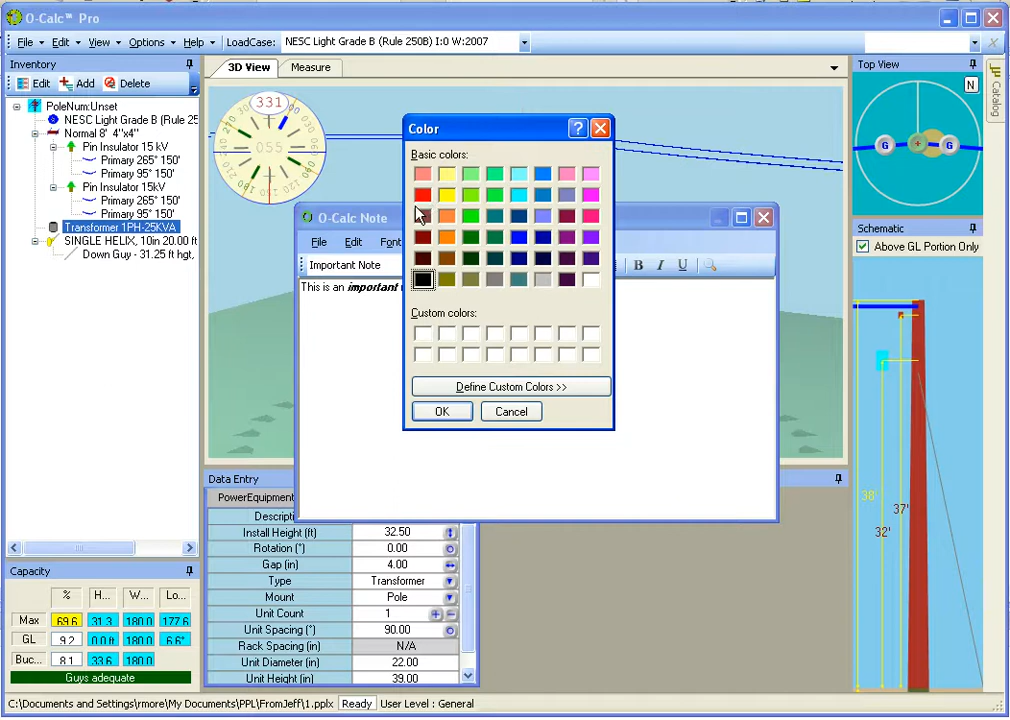 O-Calc™ Pro
File Edit View Options Help LoadCase: NESC Light Grade B (Rule 250B) I:0 W:2007
Inventory
Edit Add Delete
PoleNum:Unset
NESC Light Grade B (Rule 25
Normal 8' 4"x4"
Pin Insulator 15 kV
Primary 265° 150'
Primary 95° 150'
Pin Insulator 15kV
Primary 265° 150'
Primary 95° 150'
Transformer 1PH-25KVA
SINGLE HELIX, 10in 20.00 ft
Down Guy - 31.25 ft hgt,
3D View Measure
331
055
Color
Basic colors:
Custom colors:
Define Custom Colors >>
OK Cancel
O-Calc Note
File Edit Font
Important Note
B I U
This is an important
Top View
N
G G
Catalog
Schematic
Above GL Portion Only
38'
37'
32'
Capacity
% H... W... Lo...
Max 69.6 31.3 180.0 177.6
GL 9.2 0.0 ft 180.0 6.6°
Buc... 8.1 33.6 180.0
Guys adequate
Data Entry
PowerEquipment
Descripti
Install Height (ft) 32.50
Rotation (°) 0.00
Gap (in) 4.00
Type Transformer
Mount Pole
Unit Count 1
Unit Spacing (°) 90.00
Rack Spacing (in) N/A
Unit Diameter (in) 22.00
Unit Height (in) 39.00
C:\Documents and Settings\rmore\My Documents\PPL\FromJeff\1.pplx Ready User Level : General